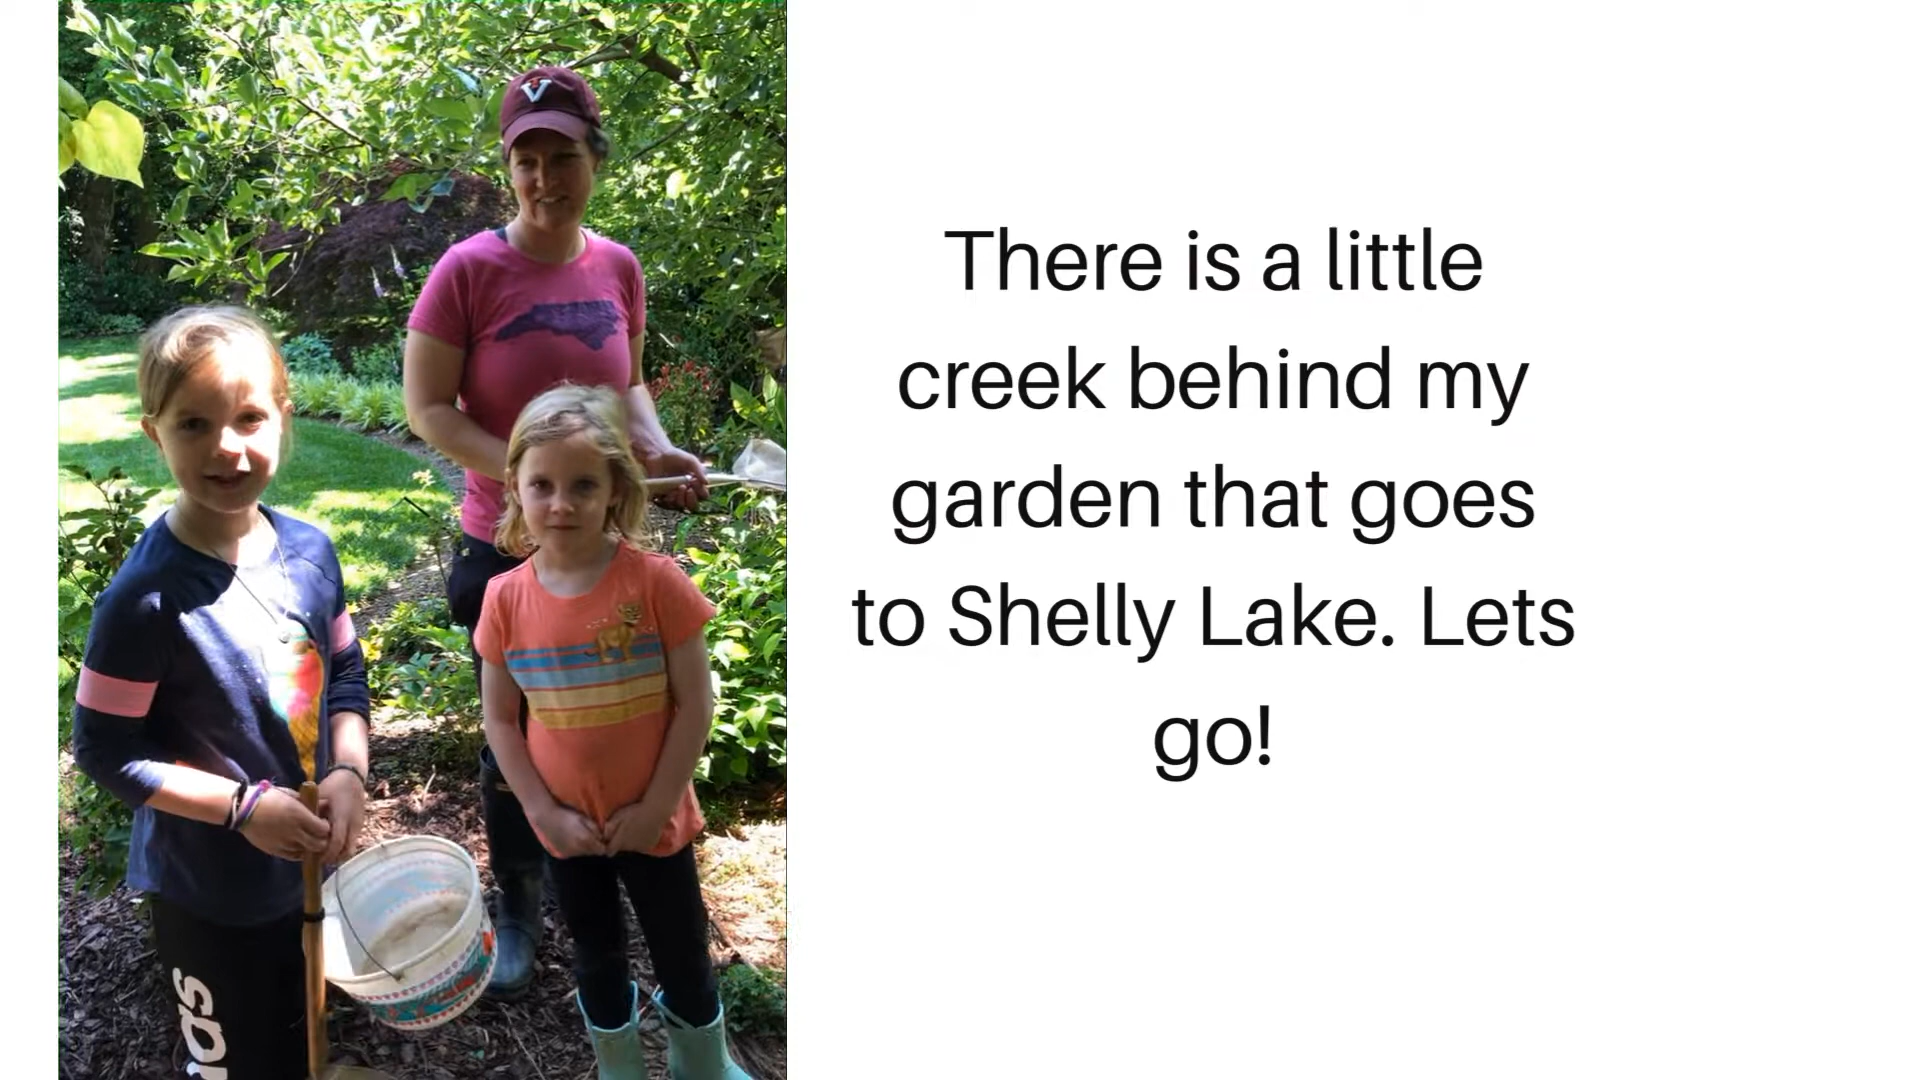 V
There is a little
creek behind my
garden that goes
to Shelly Lake. Lets
go!